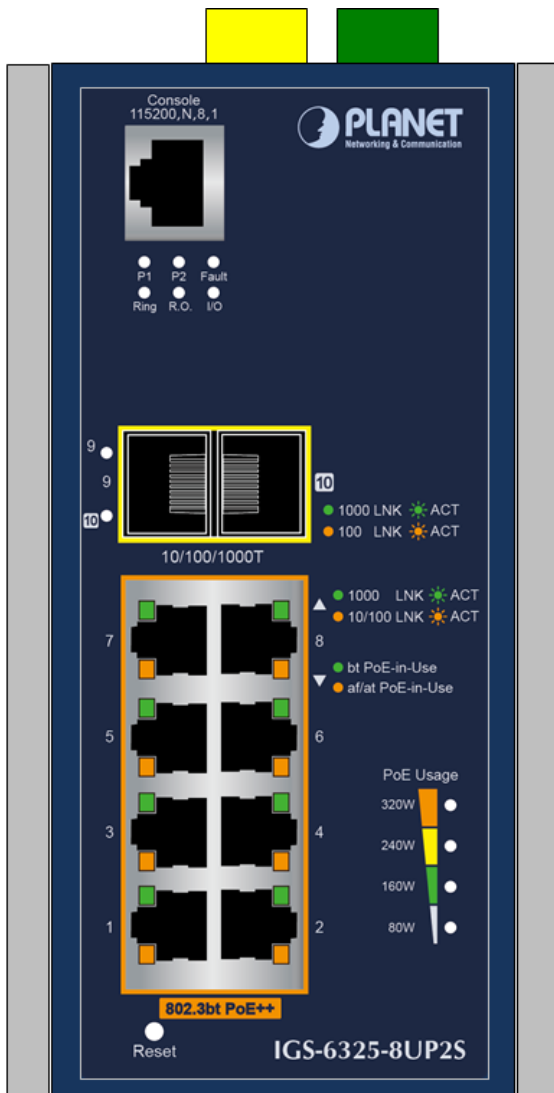 Console
115200,N,8,1
PLANET
Networking & Communication
P1 P2 Fault
Ring R.O. I/O
9
9
10
10
1000 LNK ACT
100 LNK ACT
10/100/1000T
1000 LNK ACT
10/100 LNK ACT
7 8
bt PoE-in-Use
af/at PoE-in-Use
5 6
PoE Usage
320W
3 4
240W
160W
1 2
80W
802.3bt PoE++
Reset
IGS-6325-8UP2S